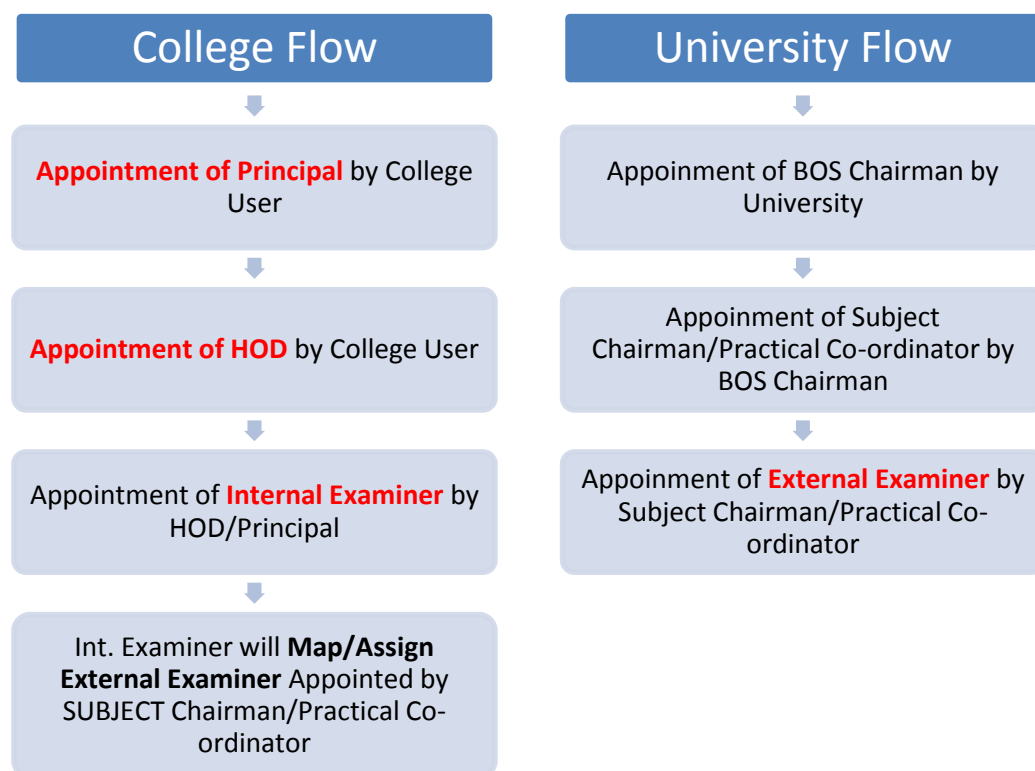 College Flow
Appointment of Principal by College
User
Appointment of HOD by College User
Appointment of Internal Examiner by
HOD/Principal
Int. Examiner will Map/Assign
External Examiner Appointed by
SUBJECT Chairman/Practical Co-
ordinator
University Flow
Appoinment of BOS Chairman by
University
Appoinment of Subject
Chairman/Practical Co-ordinator by
BOS Chairman
Appoinment of External Examiner by
Subject Chairman/Practical Co-
ordinator